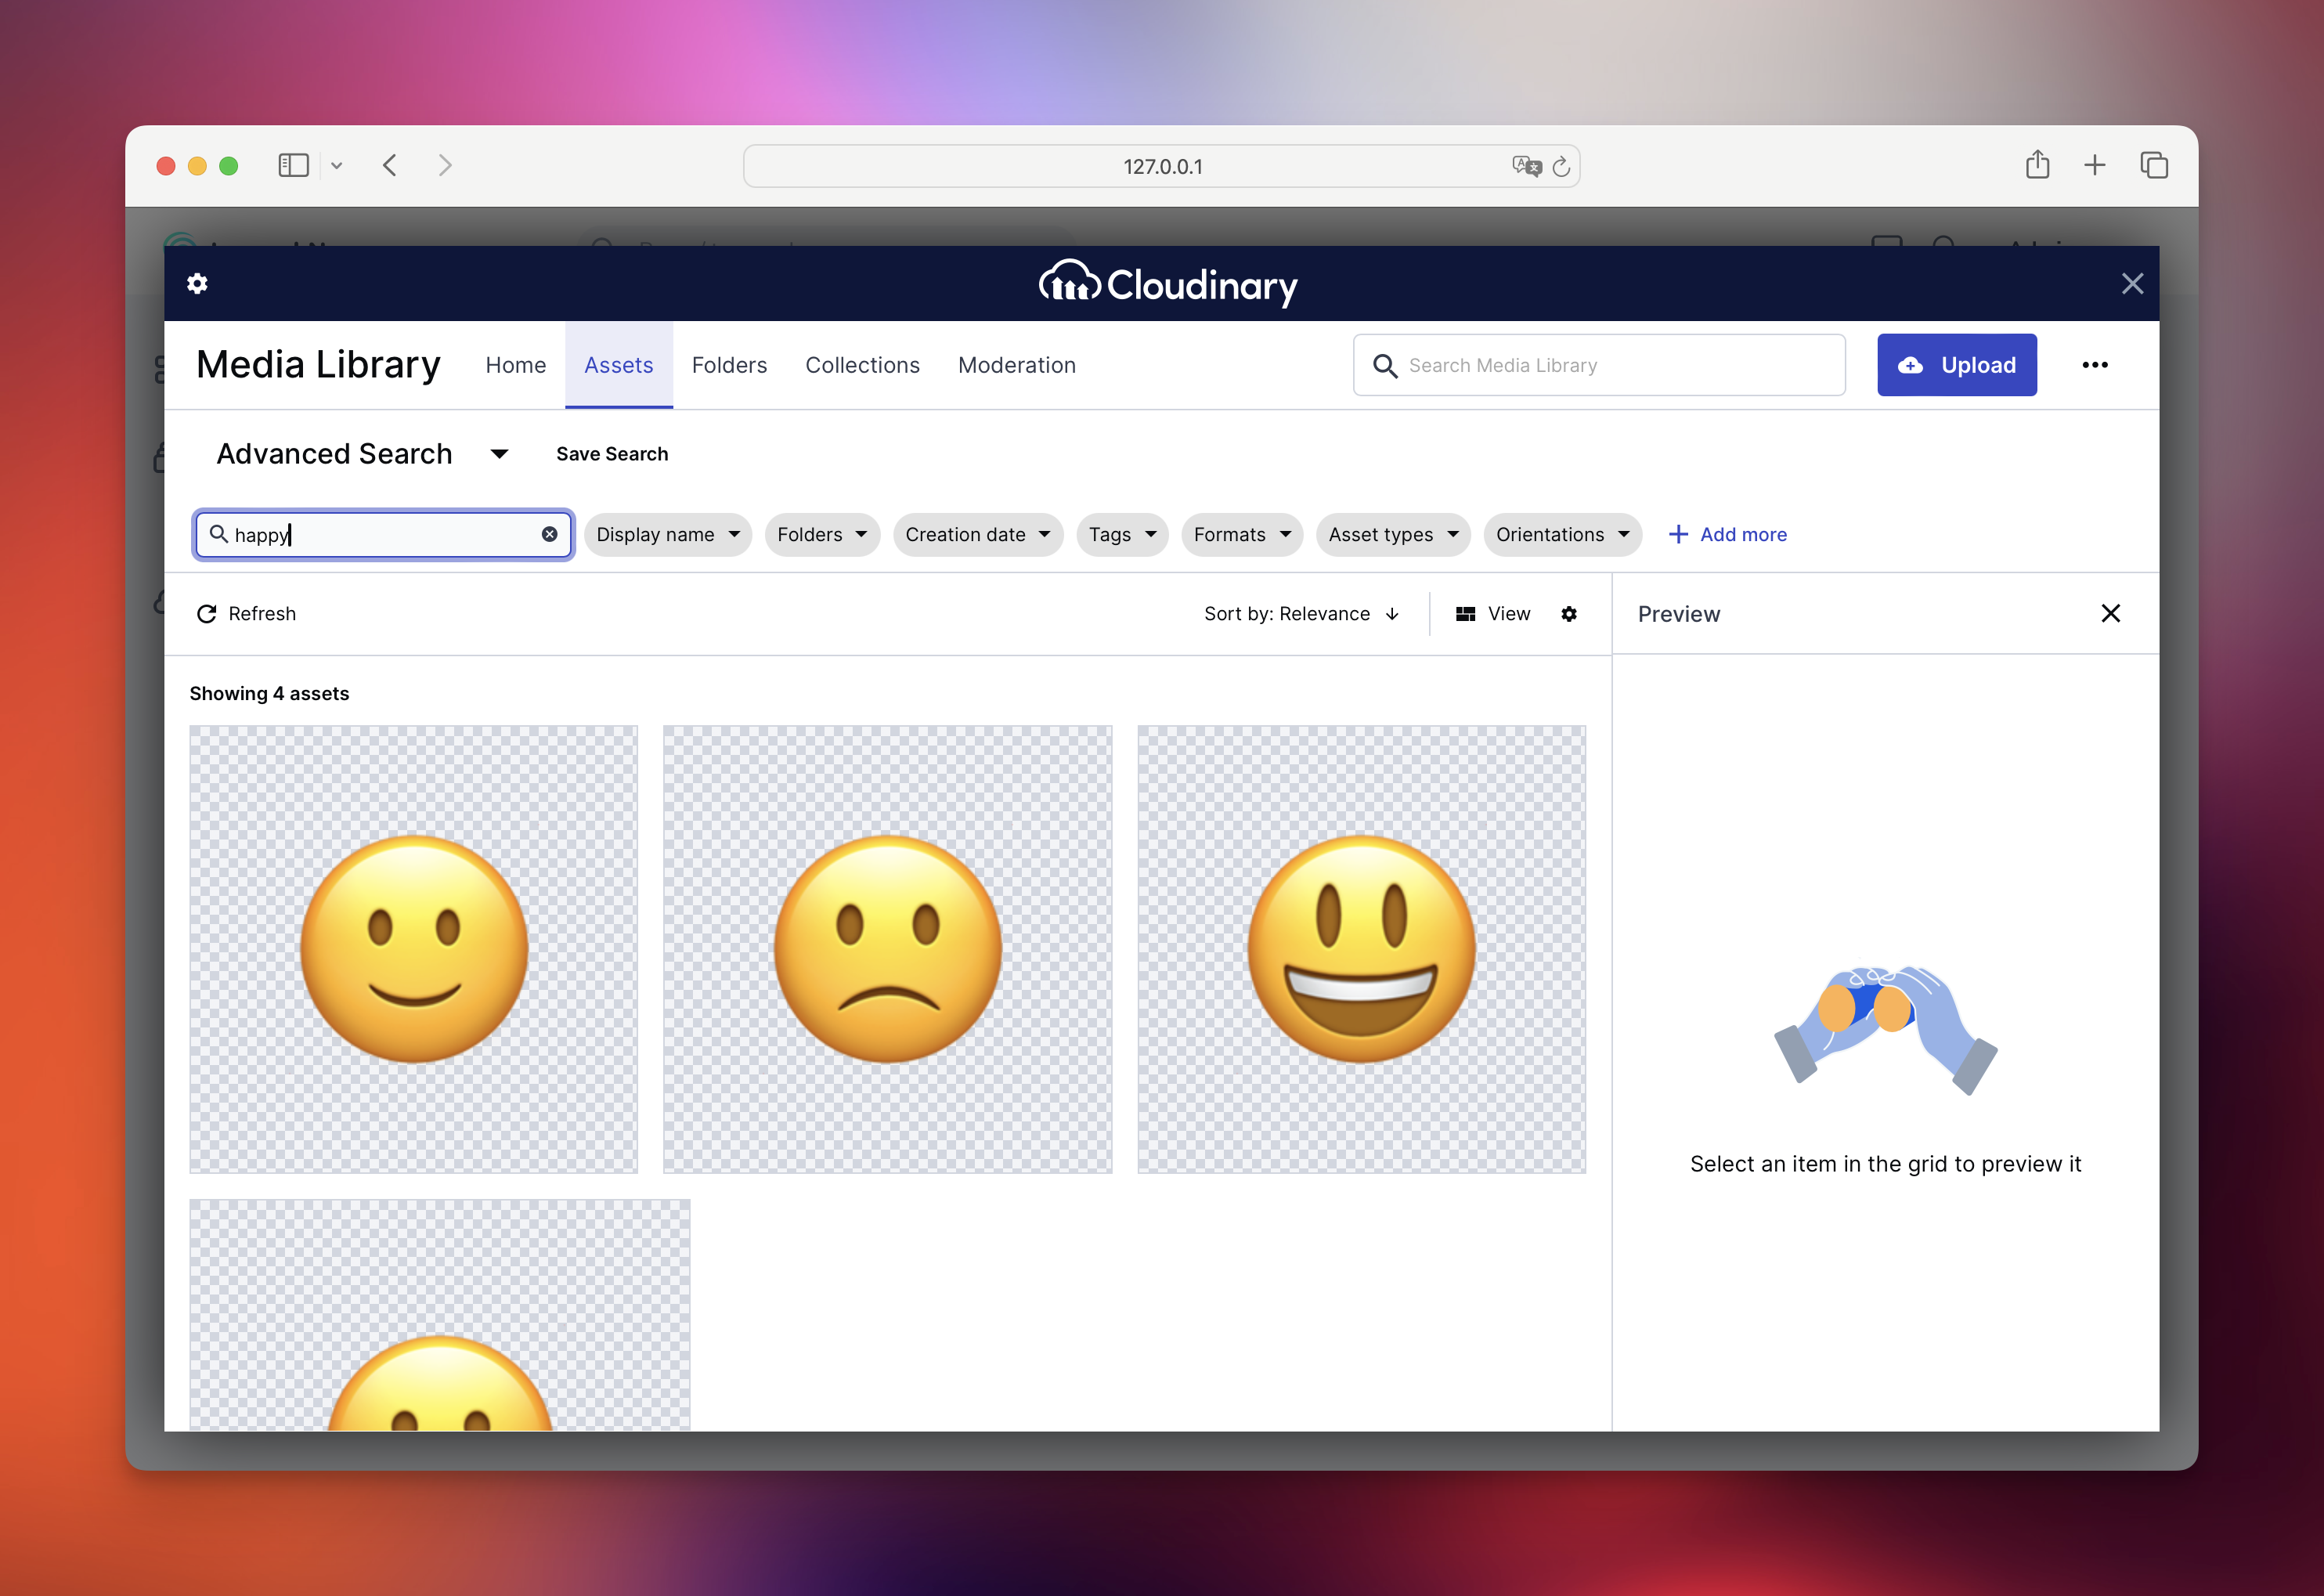 127.0.0.1
Cloudinary
Media Library Home Assets Folders Collections Moderation Search Media Library Upload
Advanced Search Save Search
happy Display name Folders Creation date Tags Formats Asset types Orientations Add more
Refresh Sort by: Relevance View Preview
Showing 4 assets
Select an item in the grid to preview it